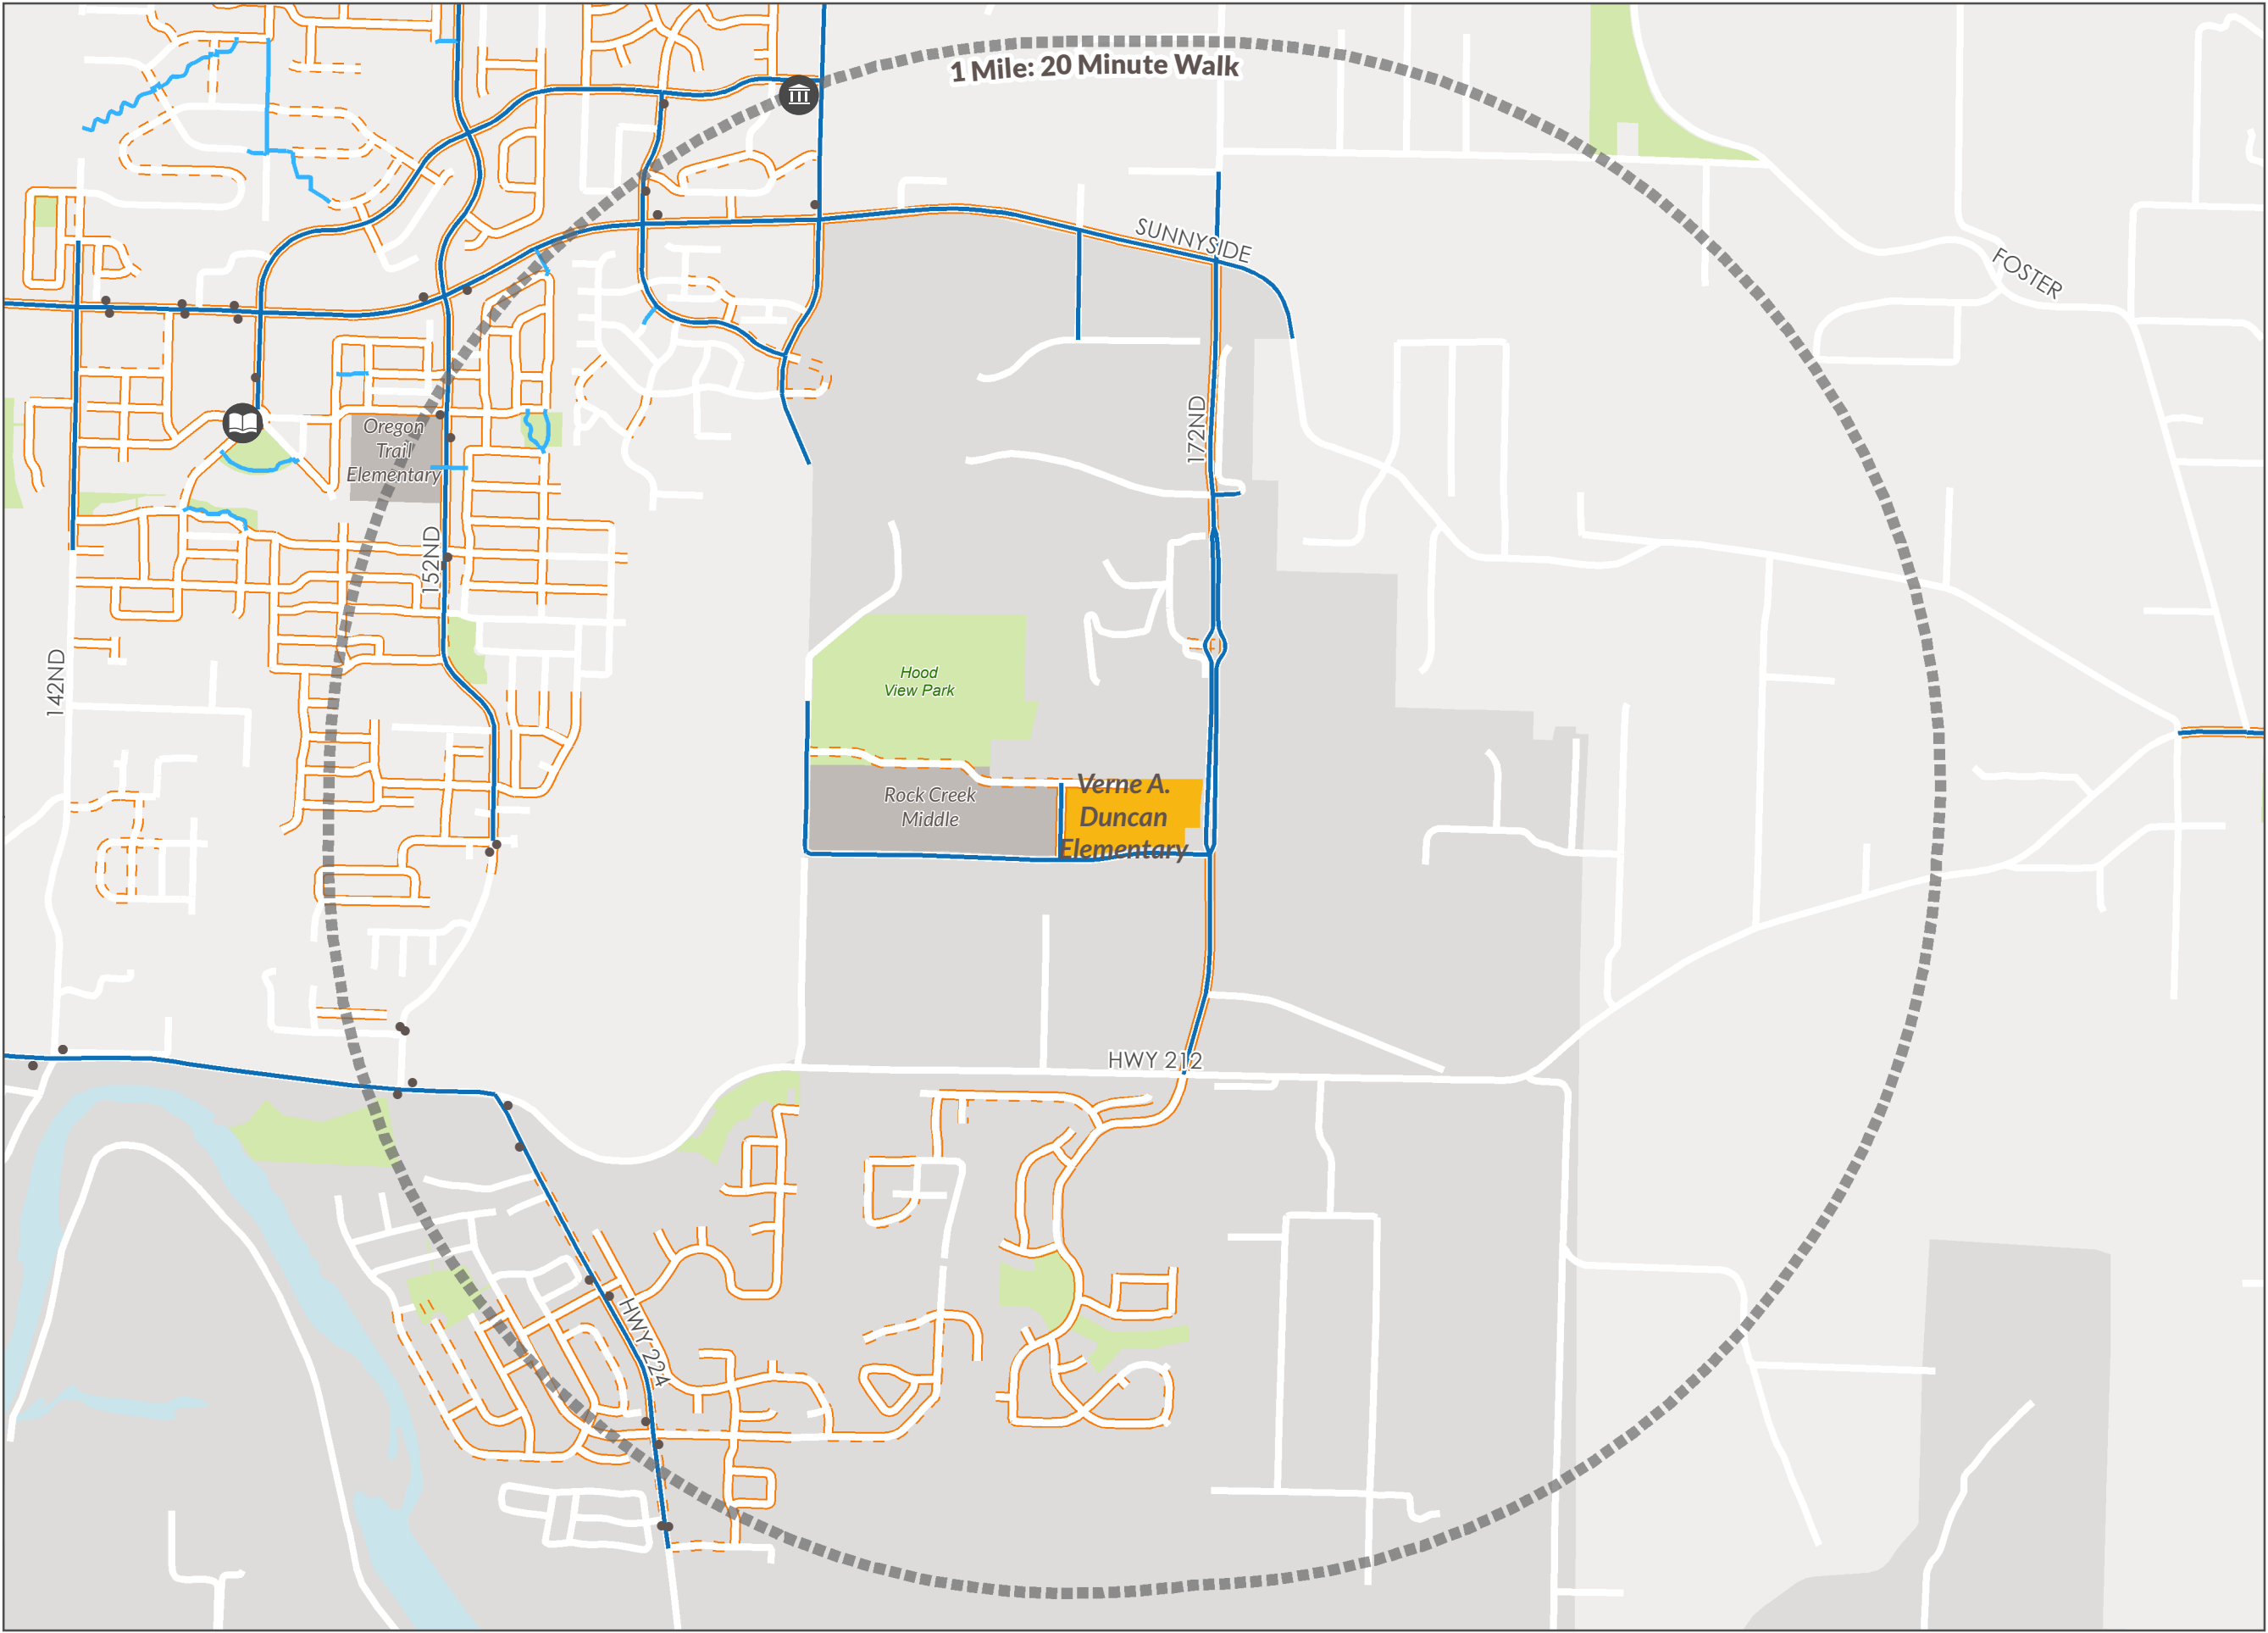 1 Mile: 20 Minute Walk
SUNNYSIDE
FOSTER
172ND
Oregon
Trail
Elementary
152ND
142ND
Hood
View Park
Rock Creek
Middle
Verne A.
Duncan
Elementary
HWY 212
HWY 224